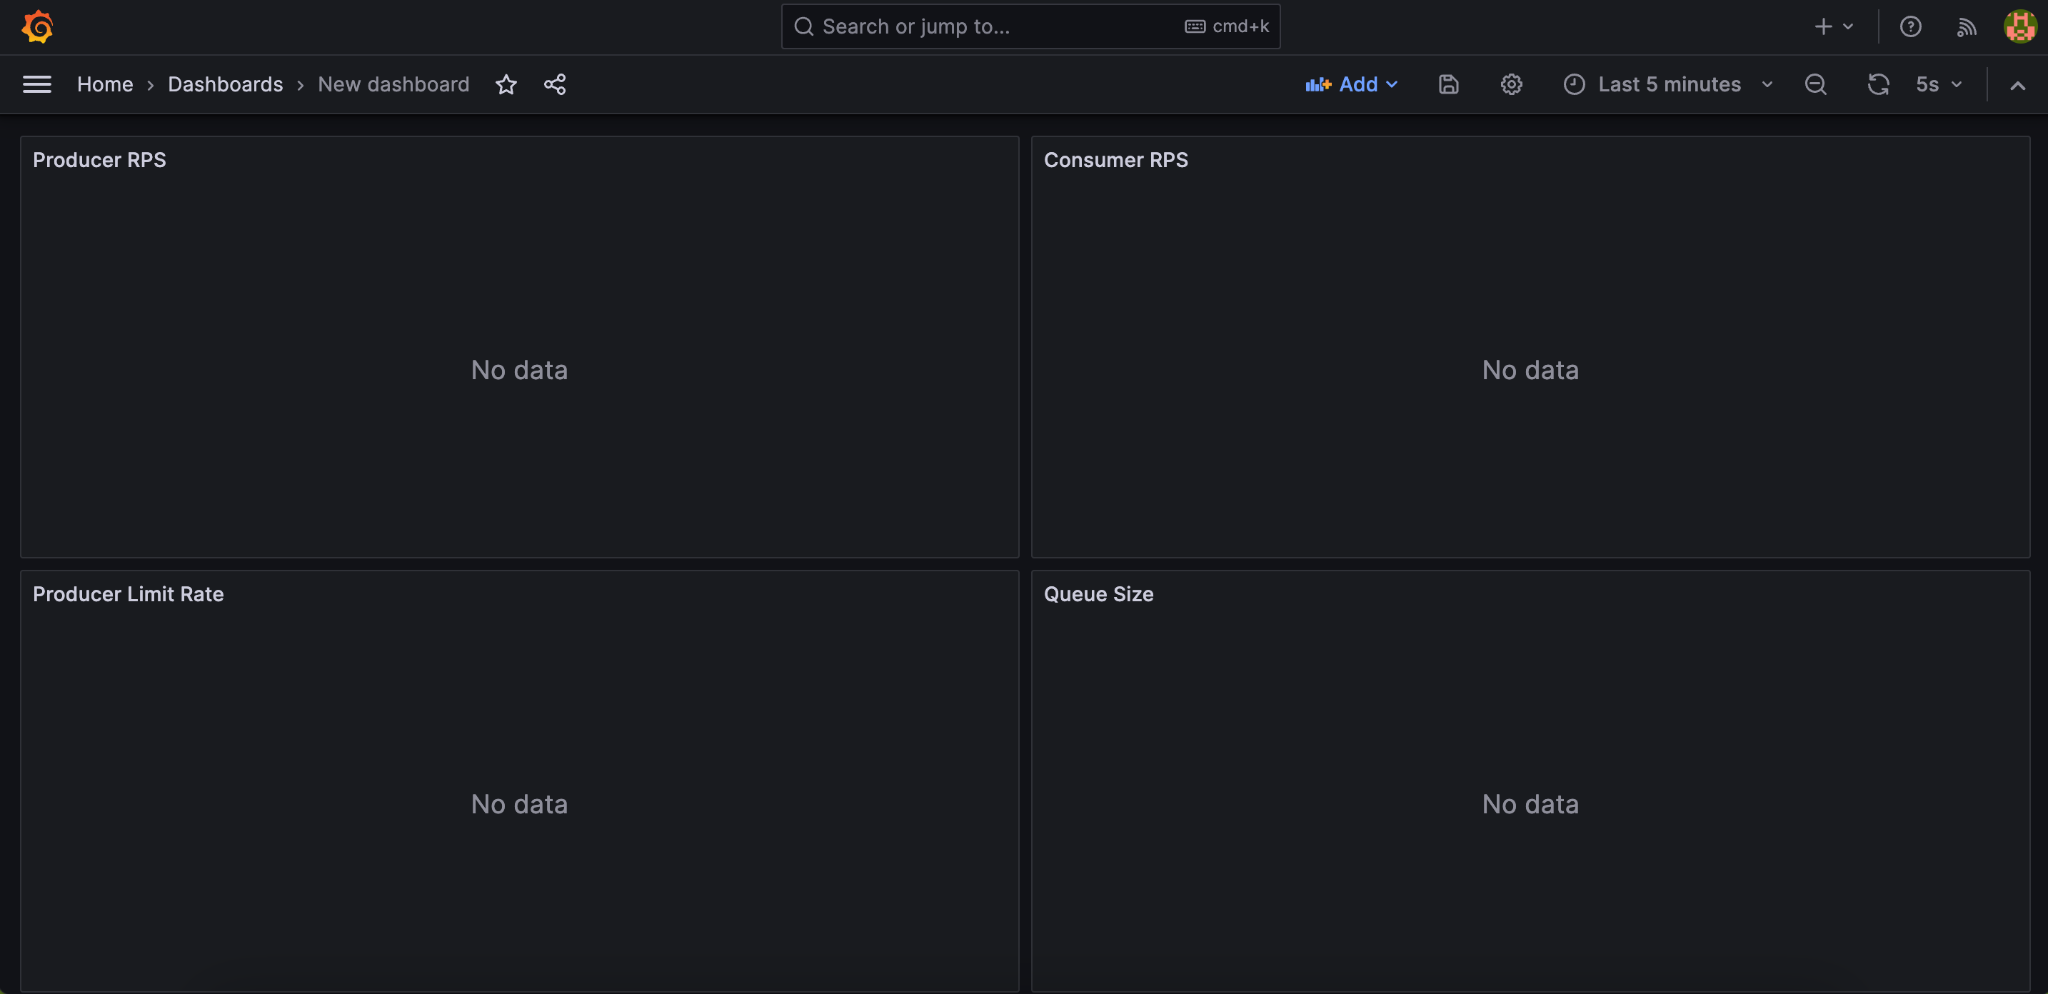 Search or jump to...
cmd+k
Home › Dashboards › New dashboard
Add
Last 5 minutes
5s
Producer RPS
No data
Consumer RPS
No data
Producer Limit Rate
No data
Queue Size
No data